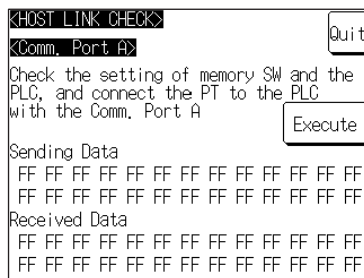 <HOST LINK CHECK>
Quit
<Comm. Port A>
Check the setting of memory SW and the
PLC, and connect the PT to the PLC
with the Comm. Port A
Execute
Sending Data
FF FF FF FF FF FF FF FF FF FF FF FF FF
FF FF FF FF FF FF FF FF FF FF FF FF FF
Received Data
FF FF FF FF FF FF FF FF FF FF FF FF FF
FF FF FF FF FF FF FF FF FF FF FF FF FF